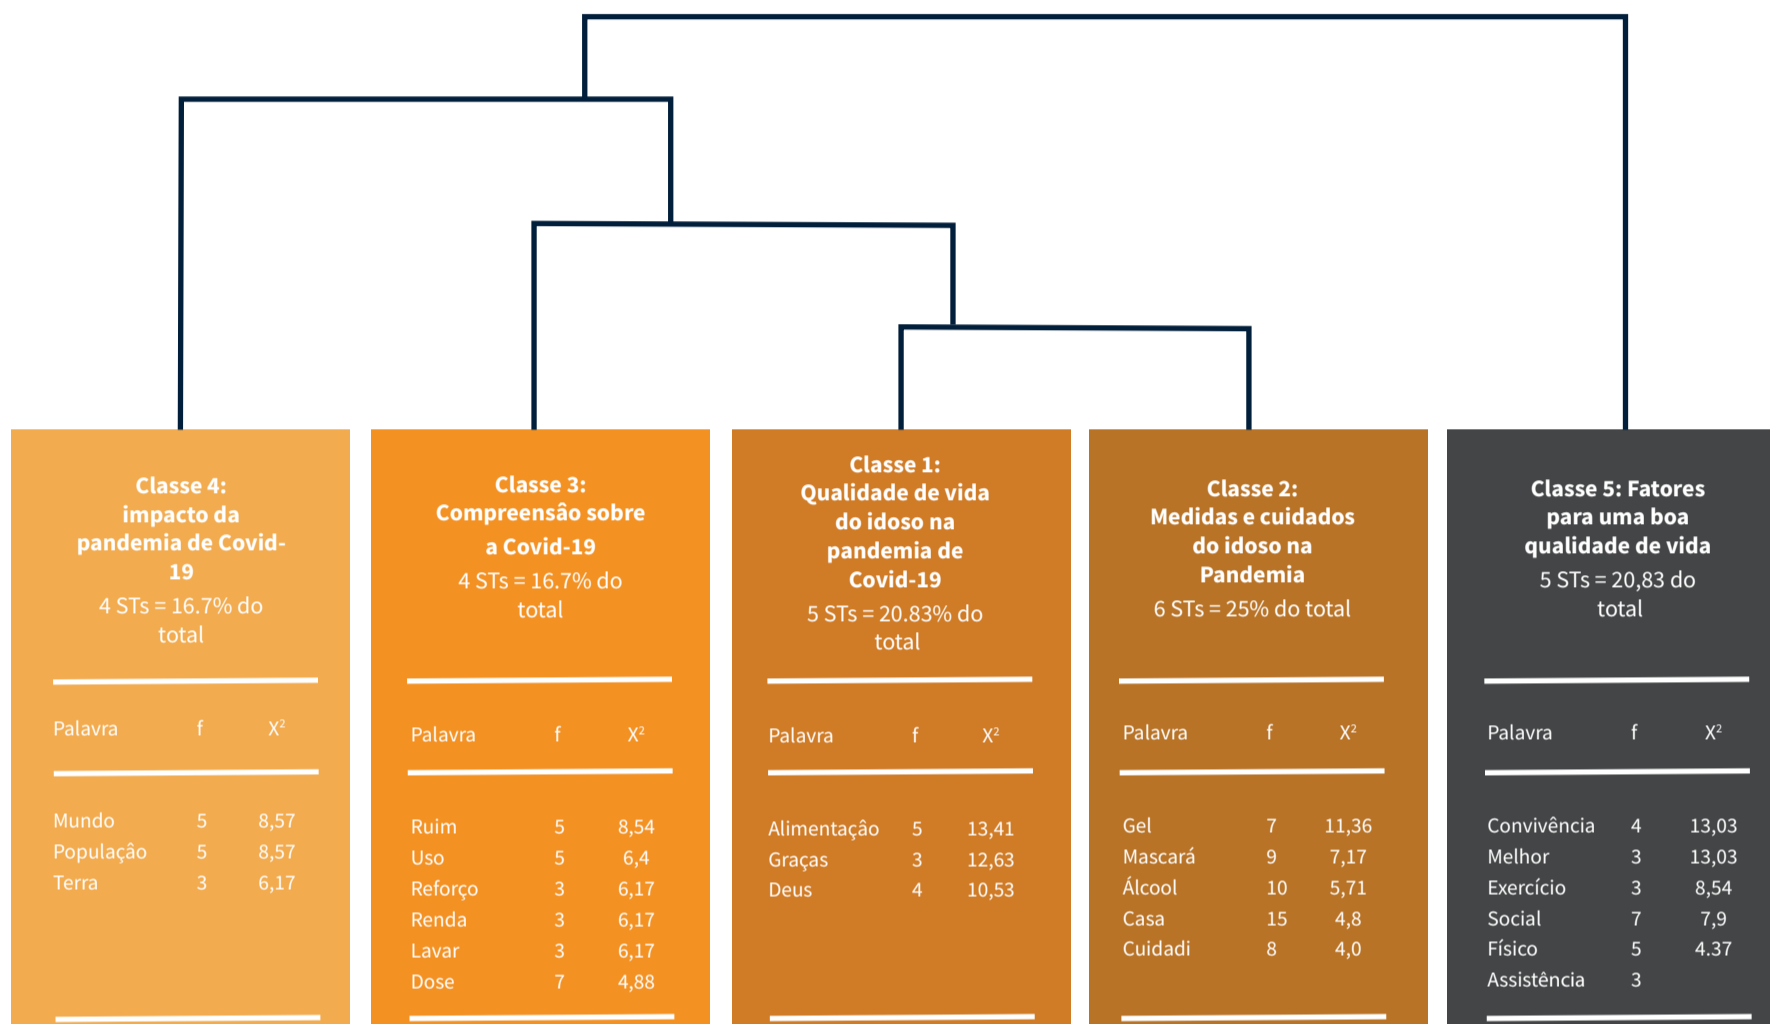 Classe 4:
impacto da
pandemia de Covid-
19
4 STs = 16.7% do
total
Palavra f X²
Mundo 5 8,57
Populaçâo 5 8,57
Terra 3 6,17
Classe 3:
Compreensâo sobre
a Covid-19
4 STs = 16.7% do
total
Palavra f X²
Ruim 5 8,54
Uso 5 6,4
Reforço 3 6,17
Renda 3 6,17
Lavar 3 6,17
Dose 7 4,88
Classe 1:
Qualidade de vida
do idoso na
pandemia de
Covid-19
5 STs = 20.83% do
total
Palavra f X²
Alimentaçâo 5 13,41
Graças 3 12,63
Deus 4 10,53
Classe 2:
Medidas e cuidados
do idoso na
Pandemia
6 STs = 25% do total
Palavra f X²
Gel 7 11,36
Mascará 9 7,17
Álcool 10 5,71
Casa 15 4,8
Cuidadi 8 4,0
Classe 5: Fatores
para uma boa
qualidade de vida
5 STs = 20,83 do
total
Palavra f X²
Convivência 4 13,03
Melhor 3 13,03
Exercício 3 8,54
Social 7 7,9
Físico 5 4.37
Assistência 3